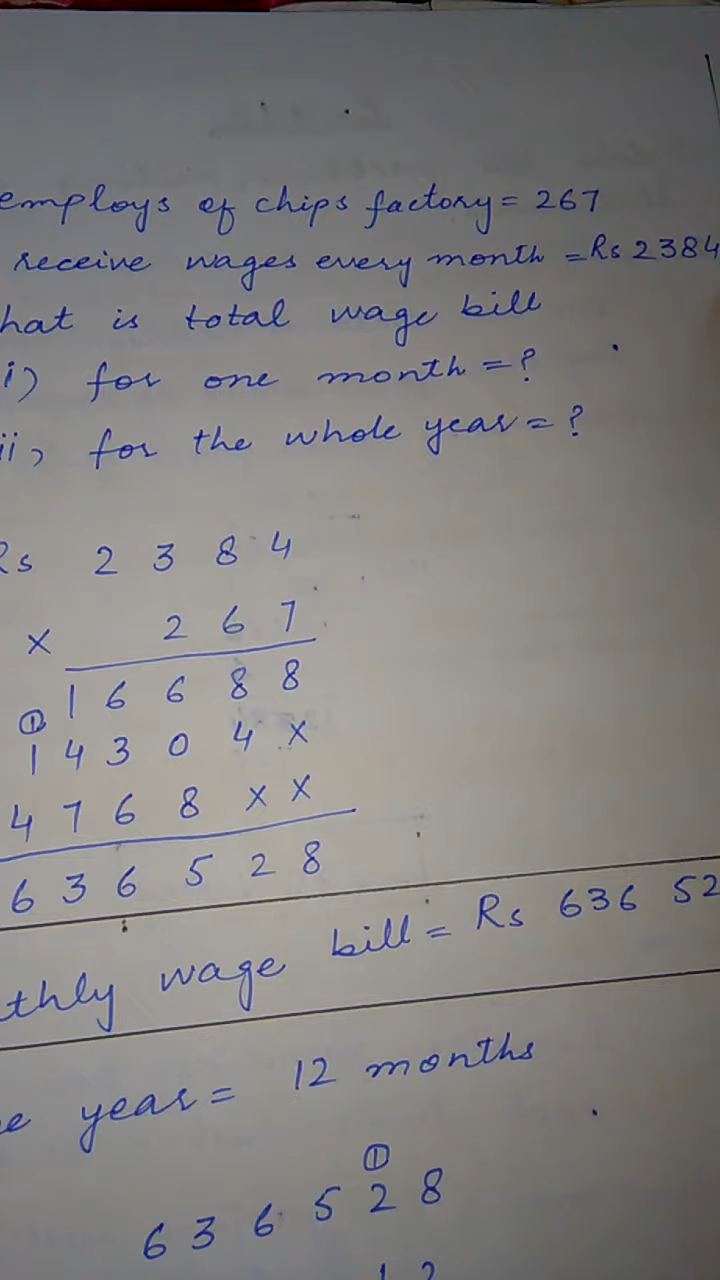 employs of chips factory = 267
receive wages every month = Rs 2384
hat is total wage bill
i) for one month = ?
ii) for the whole year = ?
Rs 2 3 8 4
× 2 6 7
1 6 6 8 8
①
1 4 3 0 4 ×
4 7 6 8 × ×
6 3 6 5 2 8
thly wage bill = Rs 636 52
e year = 12 months
①
6 3 6 5 2 8
1 2